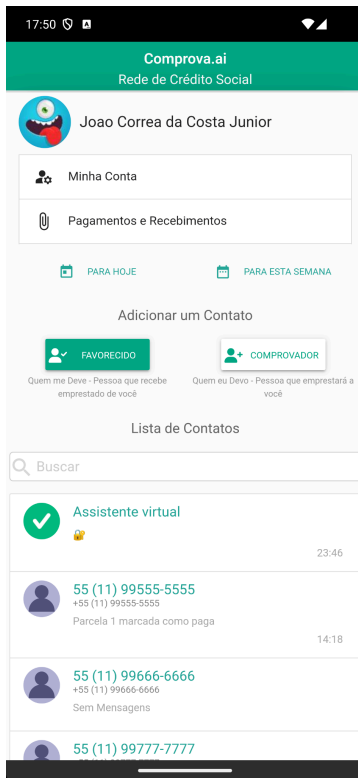 17:50
A
Comprova.ai
Rede de Crédito Social
Joao Correa da Costa Junior
Minha Conta
Pagamentos e Recebimentos
PARA HOJE
PARA ESTA SEMANA
Adicionar um Contato
FAVORECIDO
Quem me Deve - Pessoa que recebe
emprestado de você
COMPROVADOR
Quem eu Devo - Pessoa que emprestará a
você
Lista de Contatos
Buscar
Assistente virtual
23:46
55 (11) 99555-5555
+55 (11) 99555-5555
Parcela 1 marcada como paga
14:18
55 (11) 99666-6666
+55 (11) 99666-6666
Sem Mensagens
55 (11) 99777-7777